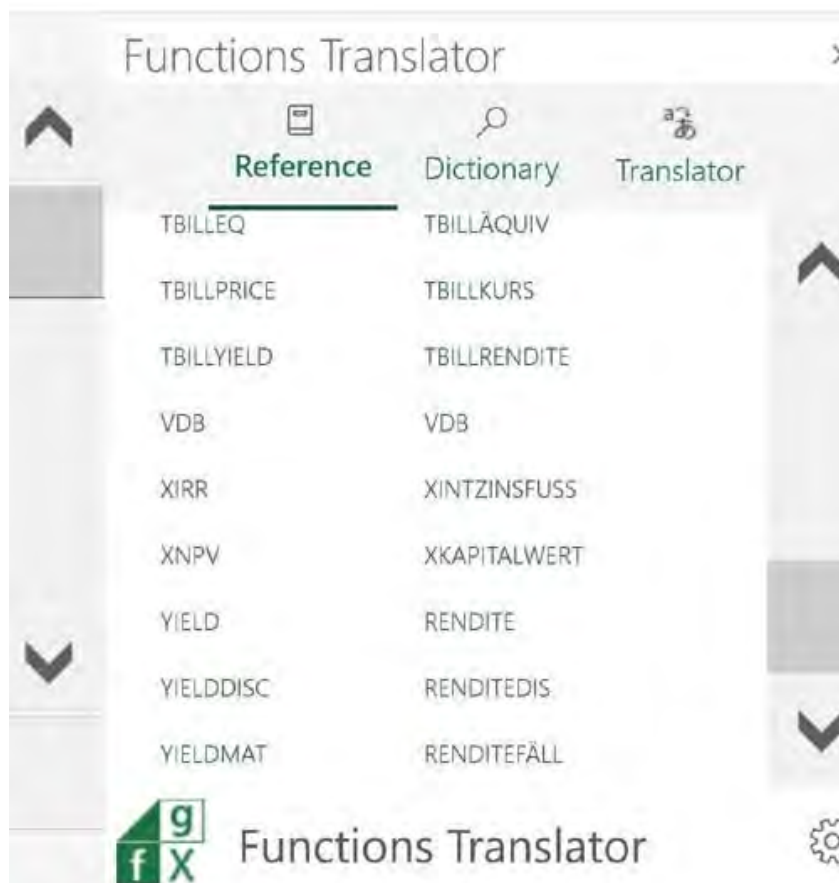 Functions Translator
Reference Dictionary Translator
TBILLEQ TBILLÄQUIV
TBILLPRICE TBILLKURS
TBILLYIELD TBILLRENDITE
VDB VDB
XIRR XINTZINSFUSS
XNPV XKAPITALWERT
YIELD RENDITE
YIELDDISC RENDITEDIS
YIELDMAT RENDITEFÄLL
g
f X
Functions Translator